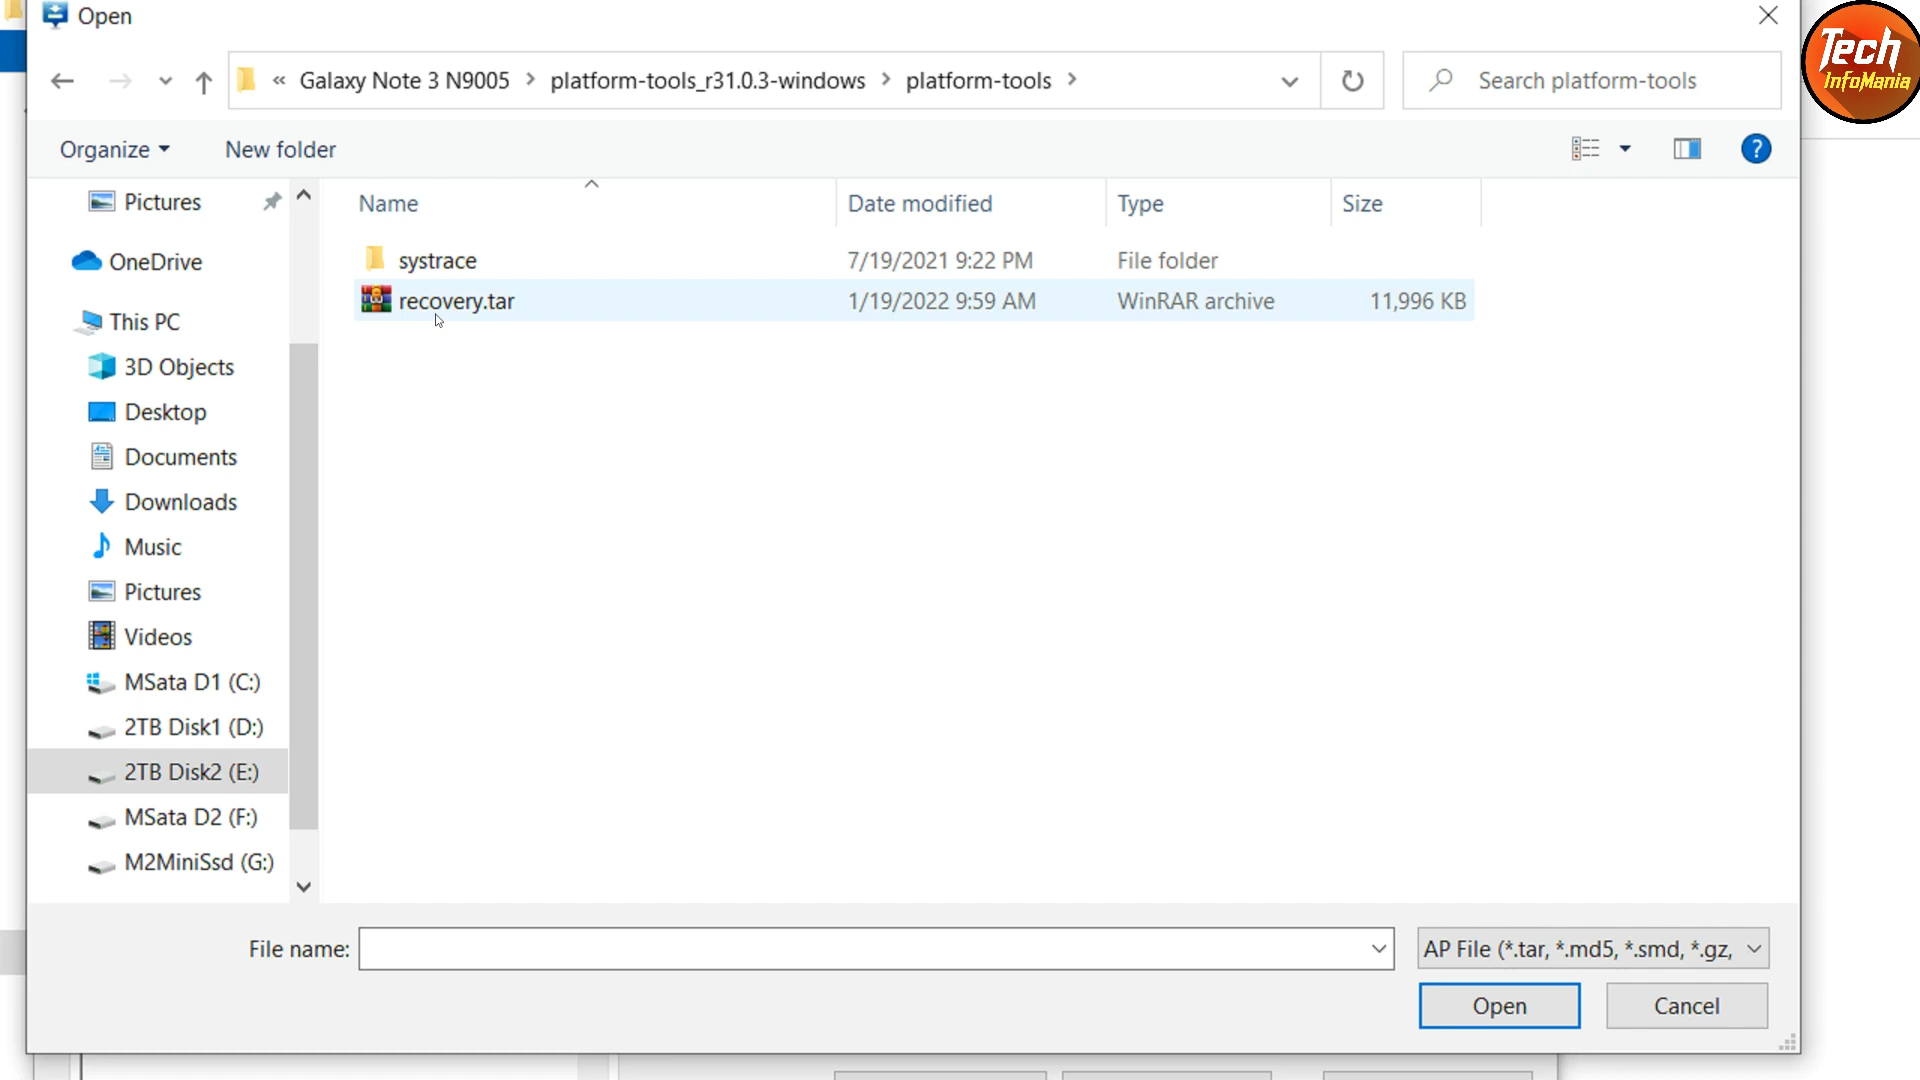 Open
« Galaxy Note 3 N9005 > platform-tools_r31.0.3-windows > platform-tools >
Search platform-tools
Tech
InfoMania
Organize
New folder
?
Pictures
OneDrive
This PC
3D Objects
Desktop
Documents
Downloads
Music
Pictures
Videos
MSata D1 (C:)
2TB Disk1 (D:)
2TB Disk2 (E:)
MSata D2 (F:)
M2MiniSsd (G:)
Name Date modified Type Size
systrace 7/19/2021 9:22 PM File folder
recovery.tar 1/19/2022 9:59 AM WinRAR archive 11,996 KB
File name:
AP File (*.tar, *.md5, *.smd, *.gz,
Open
Cancel